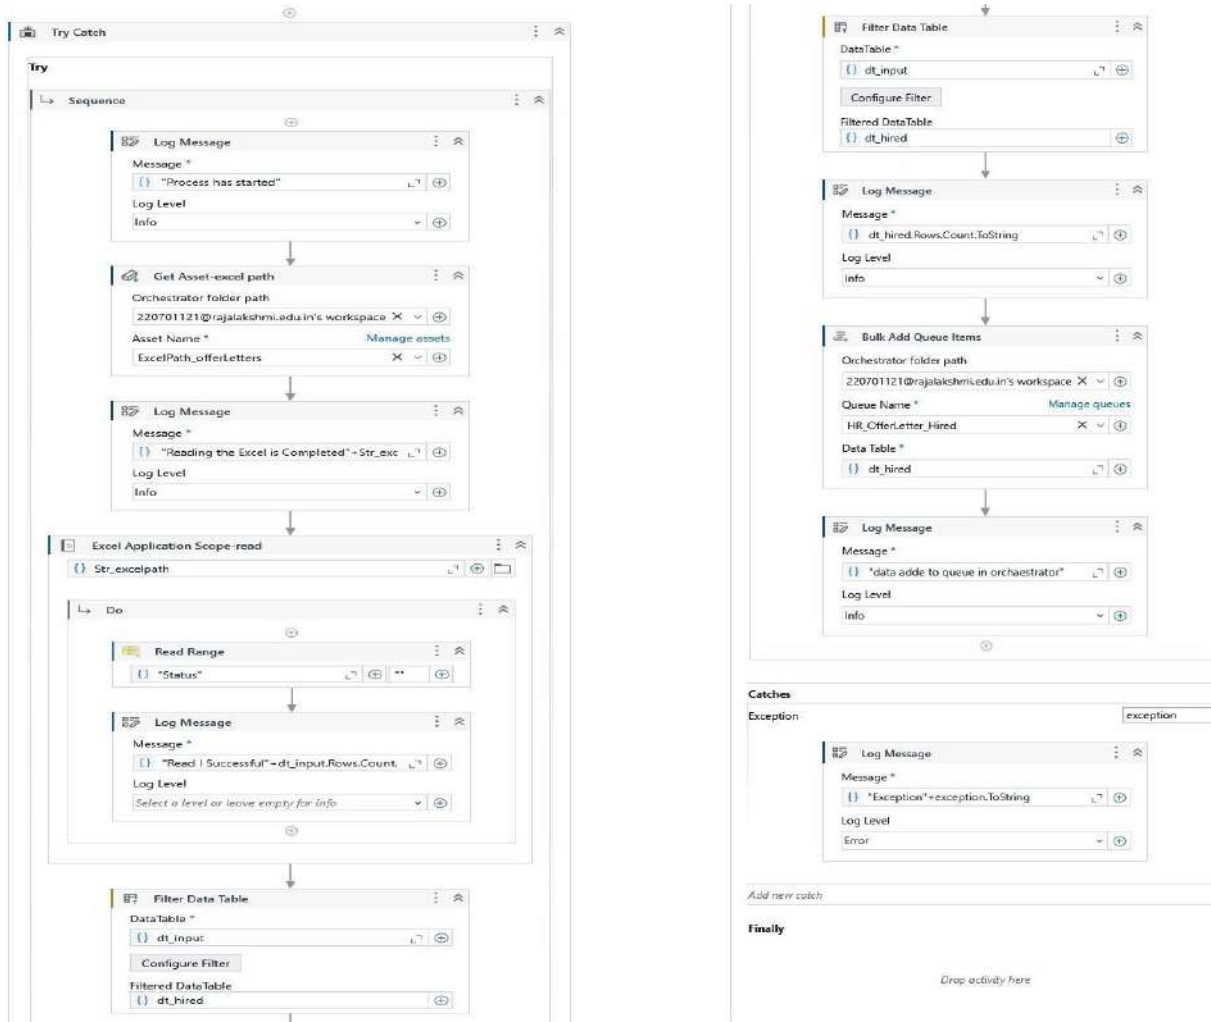 Try Catch
Try
Sequence
Log Message
Message *
"Process has started"
Log Level
Info
Get Asset-excel path
Orchestrator folder path
220701121@rajalakshmi.edu.in's workspace
Asset Name * Manage assets
ExcelPath_offerLetters
Log Message
Message *
"Reading the Excel is Completed"+Str_exc
Log Level
Info
Excel Application Scope-read
Str_excelpath
Do
Read Range
"Status" ""
Log Message
Message *
"Read | Successful"+dt_input.Rows.Count.
Log Level
Select a level or leave empty for info
Filter Data Table
DataTable *
dt_input
Configure Filter
Filtered DataTable
dt_hired
Filter Data Table
DataTable *
dt_input
Configure Filter
Filtered DataTable
dt_hired
Log Message
Message *
dt_hired.Rows.Count.ToString
Log Level
Info
Bulk Add Queue Items
Orchestrator folder path
220701121@rajalakshmi.edu.in's workspace
Queue Name * Manage queues
HR_OfferLetter_Hired
Data Table *
dt_hired
Log Message
Message *
"data adde to queue in orchaestrator"
Log Level
Info
Catches
Exception exception
Log Message
Message *
"Exception"+exception.ToString
Log Level
Error
Add new catch
Finally
Drop activity here